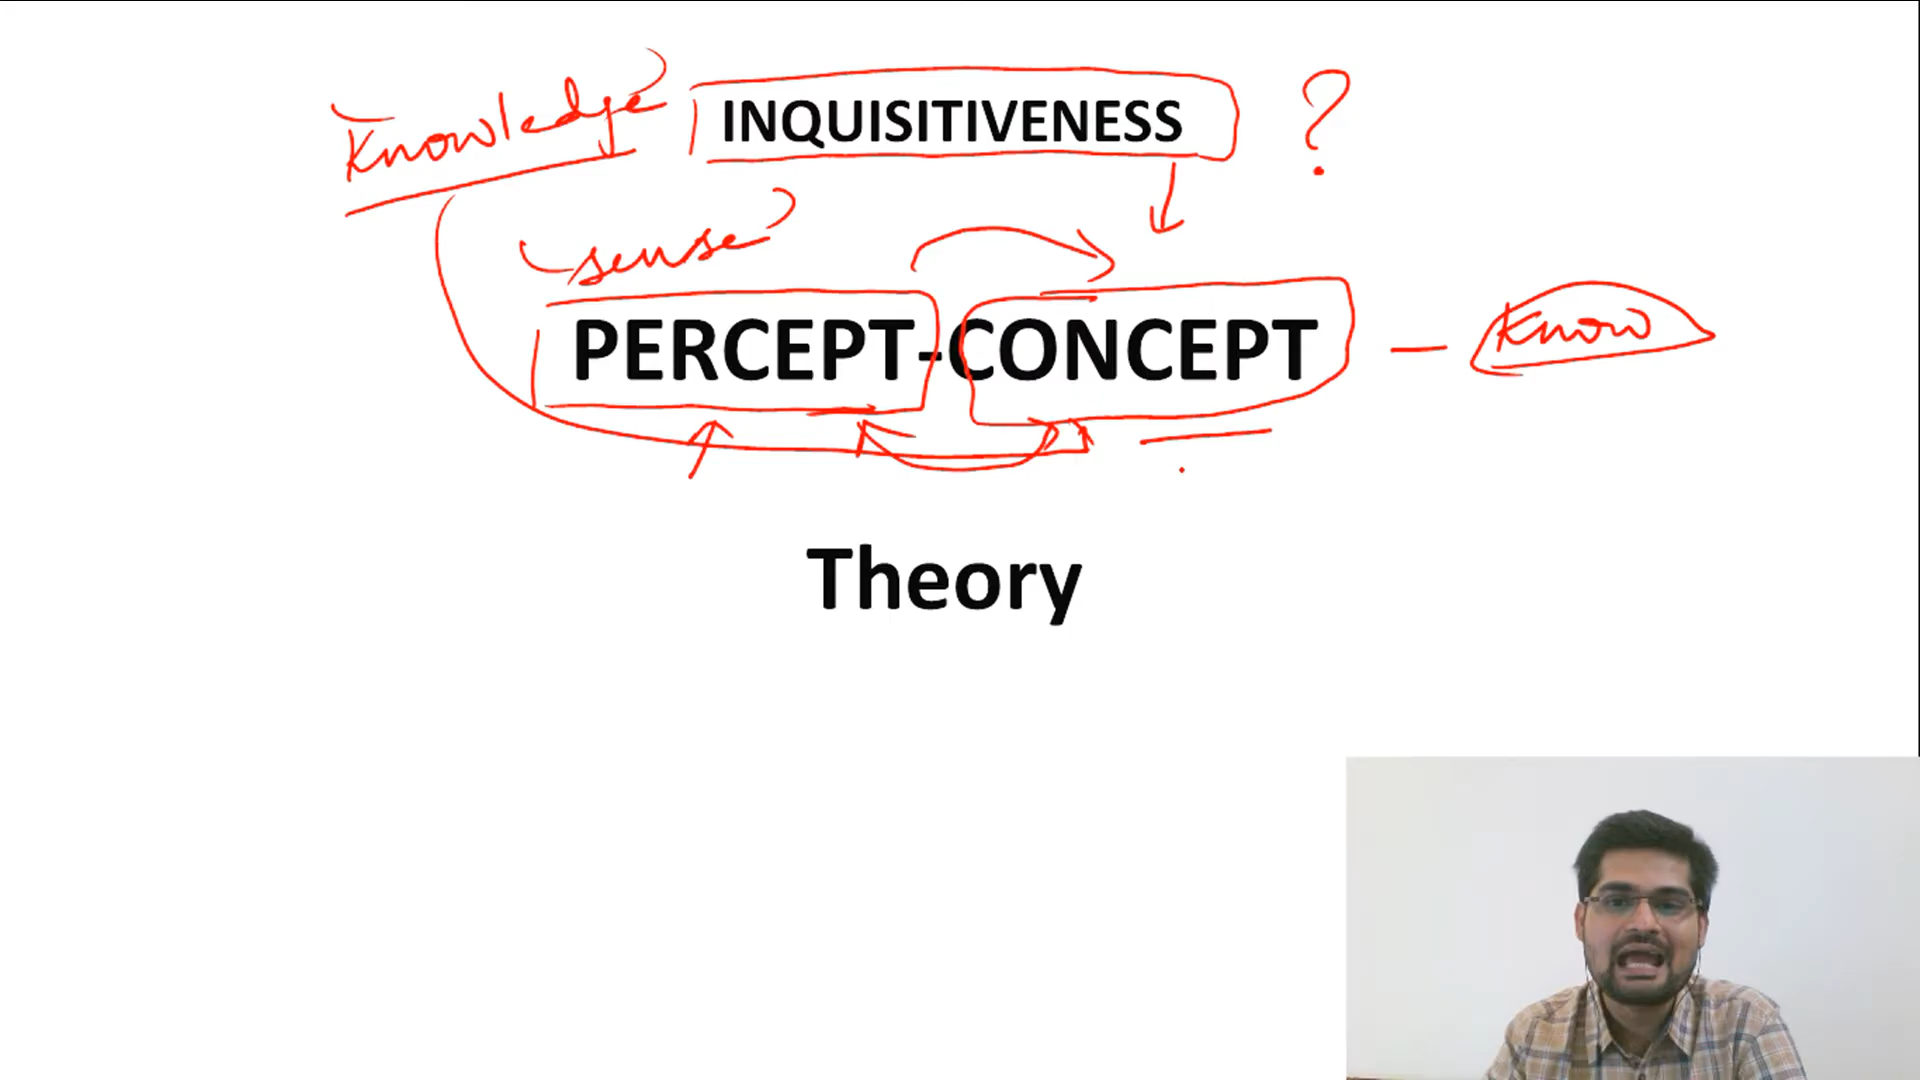 Knowledge INQUISITIVENESS ?
sense
PERCEPT-CONCEPT - Know
Theory